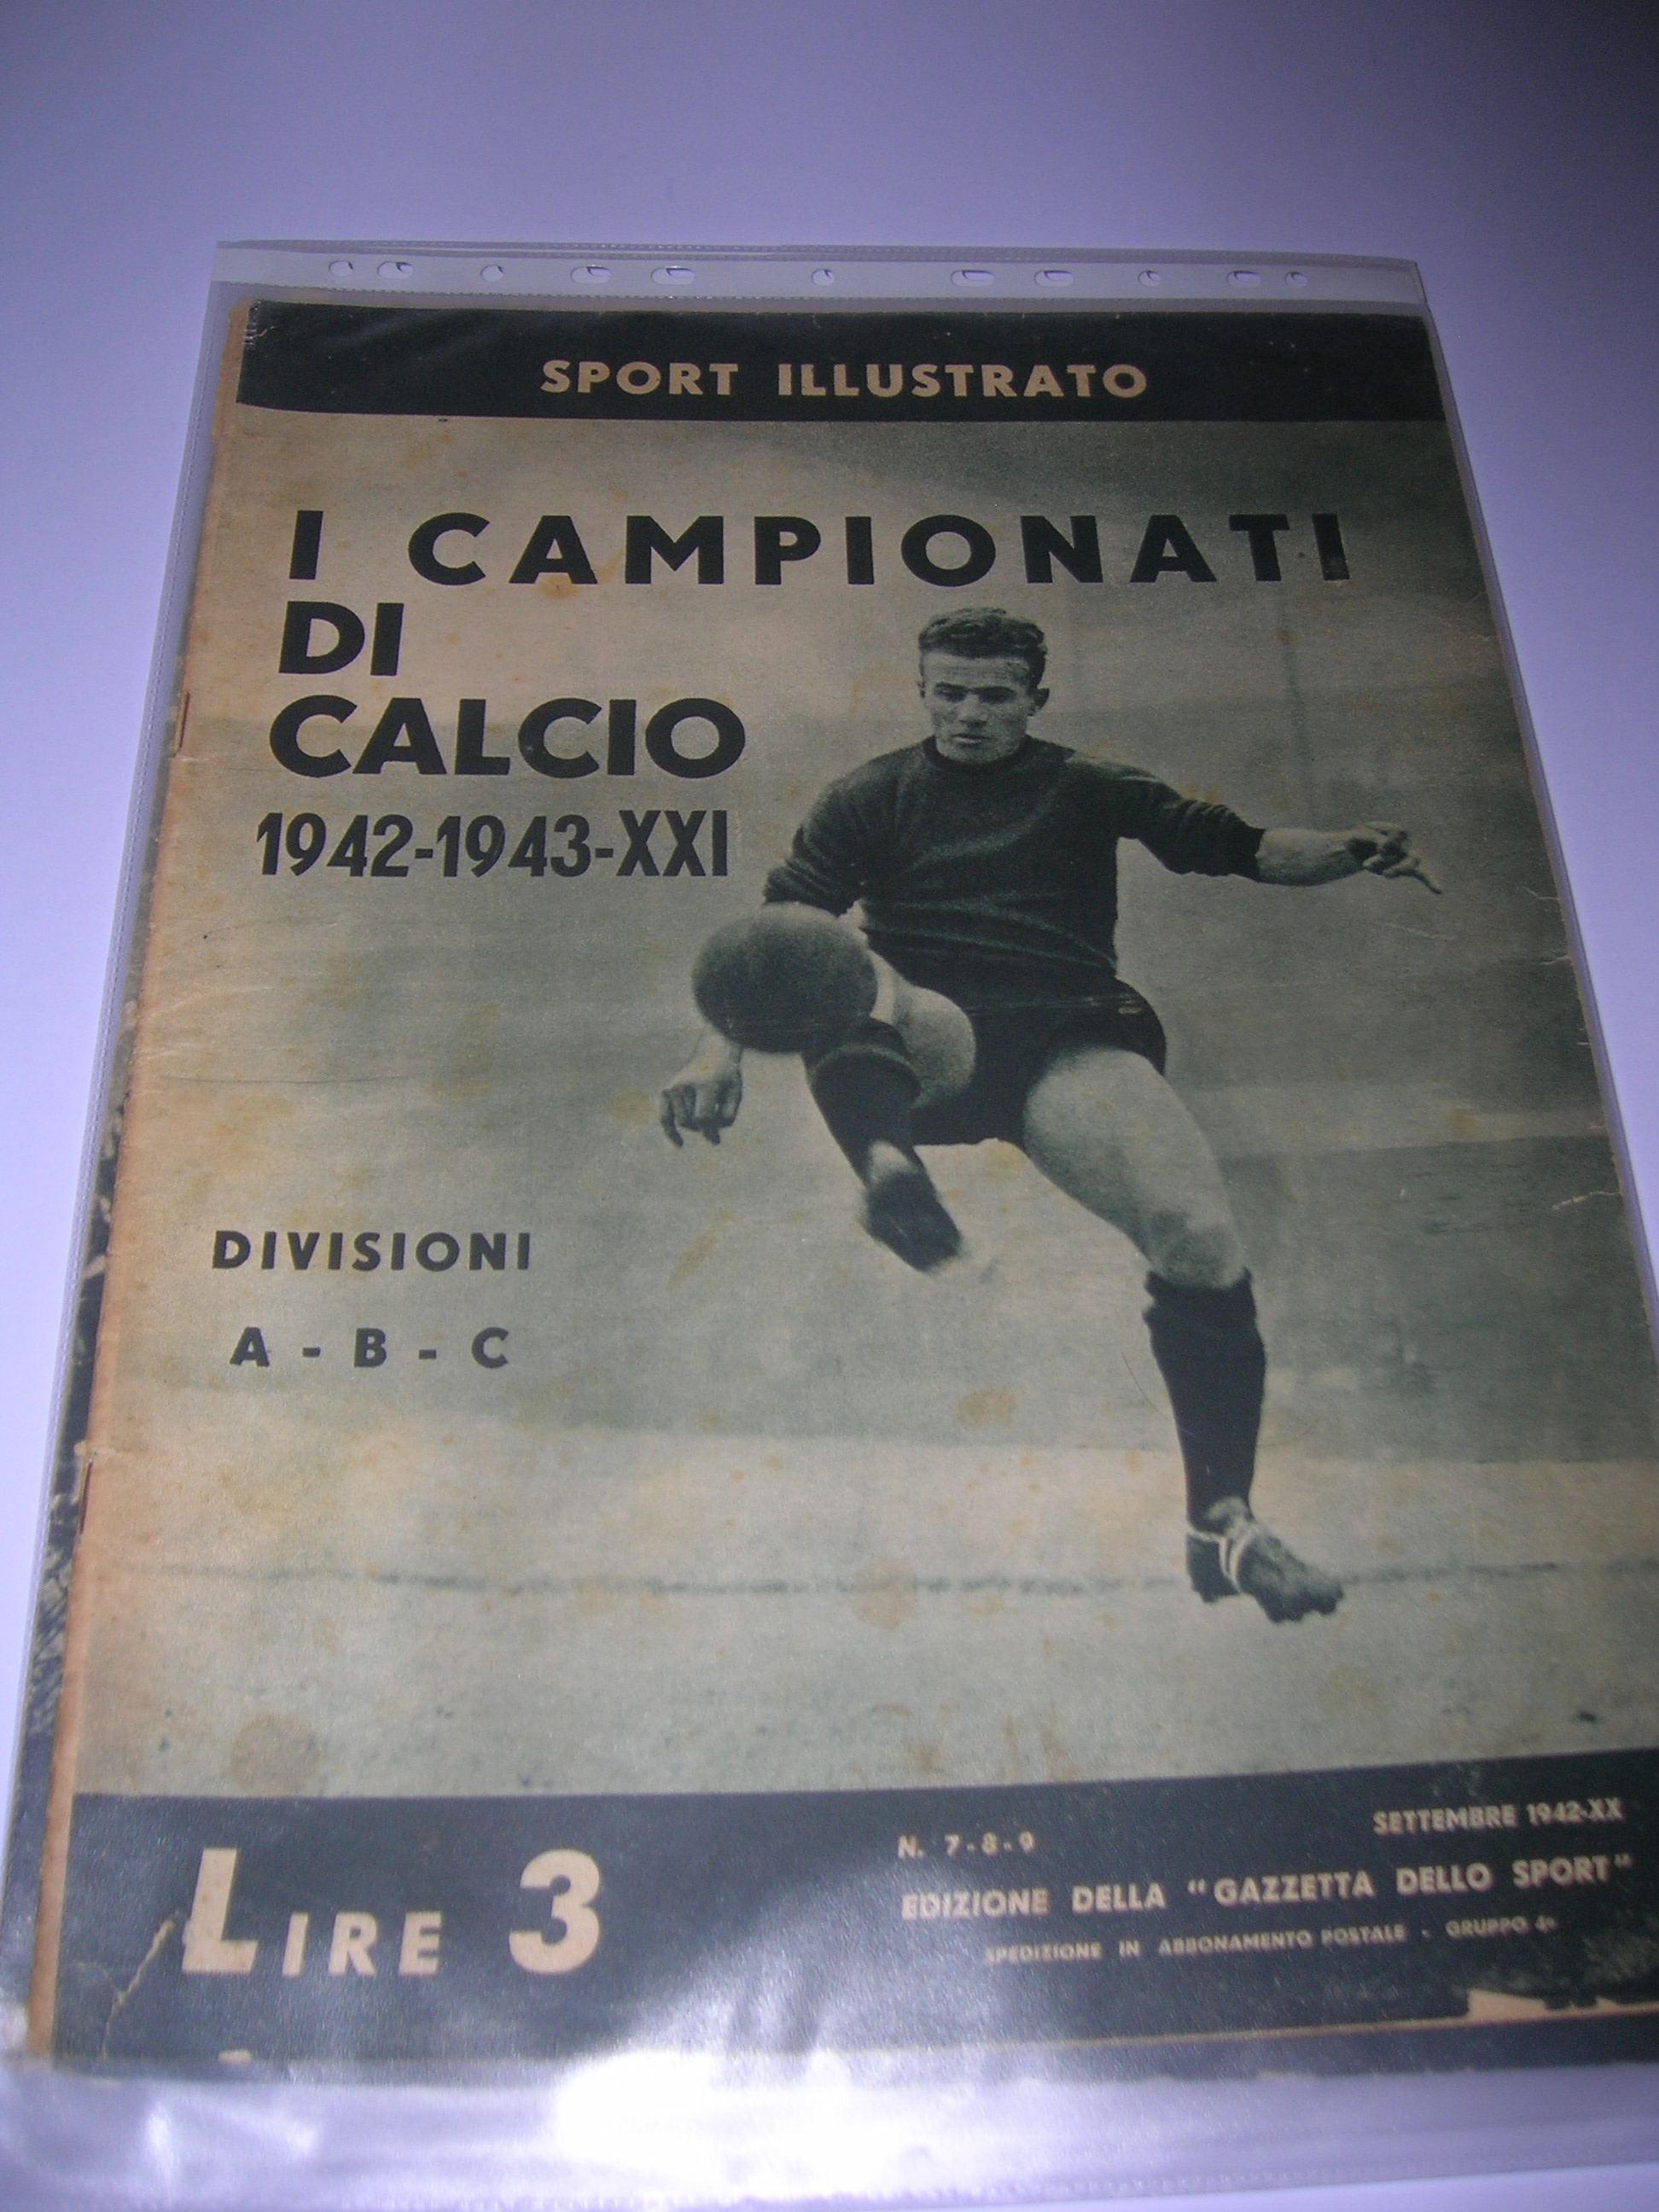 SPORT ILLUSTRATO
I CAMPIONATI
DI
CALCIO
1942-1943-XXI
DIVISIONI
A - B - C
LIRE 3
N. 7-8-9
SETTEMBRE 1942-XX
EDIZIONE DELLA "GAZZETTA DELLO SPORT"
SPEDIZIONE IN ABBONAMENTO POSTALE - GRUPPO